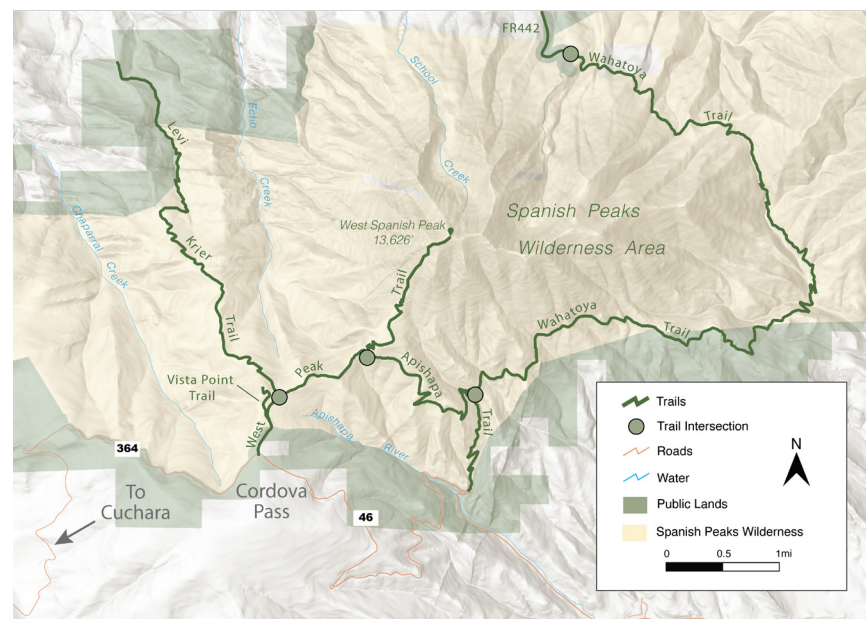 FR442
Wahatoya
Trail
School
Creek
Echo
Creek
Levi
Krier
Trail
Chaparral
Creek
West Spanish Peak
13,626'
Spanish Peaks
Wilderness Area
Trail
Wahatoya
Trail
Peak
Apishapa
Trail
Vista Point
Trail
West
Apishapa
River
364
To
Cuchara
Cordova
Pass
46
Trails
Trail Intersection
Roads
Water
Public Lands
Spanish Peaks Wilderness
N
0 0.5 1mi